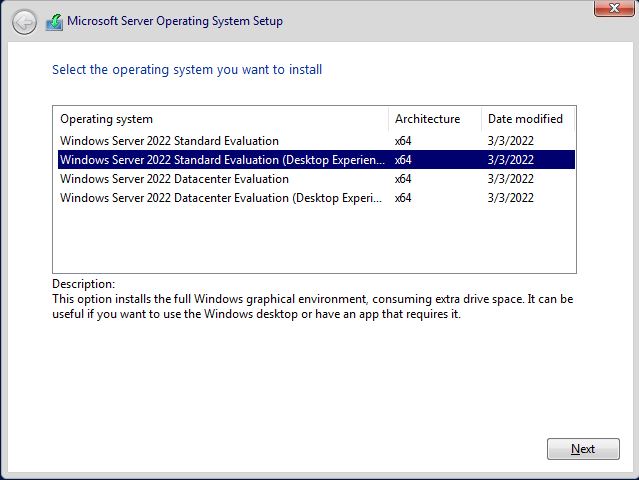 Microsoft Server Operating System Setup
Select the operating system you want to install
Operating system Architecture Date modified
Windows Server 2022 Standard Evaluation x64 3/3/2022
Windows Server 2022 Standard Evaluation (Desktop Experien... x64 3/3/2022
Windows Server 2022 Datacenter Evaluation x64 3/3/2022
Windows Server 2022 Datacenter Evaluation (Desktop Experi... x64 3/3/2022
Description:
This option installs the full Windows graphical environment, consuming extra drive space. It can be
useful if you want to use the Windows desktop or have an app that requires it.
Next